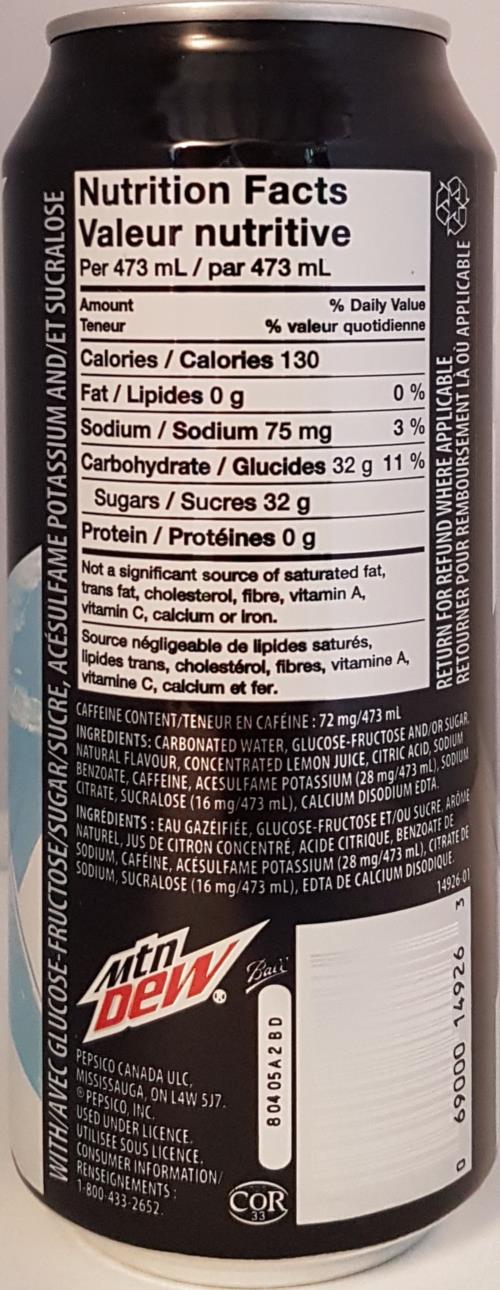 Nutrition Facts
Valeur nutritive
Per 473 mL / par 473 mL
Amount % Daily Value
Teneur % valeur quotidienne
Calories / Calories 130
Fat / Lipides 0 g 0 %
Sodium / Sodium 75 mg 3 %
Carbohydrate / Glucides 32 g 11 %
Sugars / Sucres 32 g
Protein / Protéines 0 g
Not a significant source of saturated fat,
trans fat, cholesterol, fibre, vitamin A,
vitamin C, calcium or iron.
Source négligeable de lipides saturés,
lipides trans, cholestérol, fibres, vitamine A,
vitamine C, calcium et fer.
CAFFEINE CONTENT/TENEUR EN CAFÉINE : 72 mg/473 mL
INGREDIENTS: CARBONATED WATER, GLUCOSE-FRUCTOSE AND/OR SUGAR,
NATURAL FLAVOUR, CONCENTRATED LEMON JUICE, CITRIC ACID, SODIUM
BENZOATE, CAFFEINE, ACESULFAME POTASSIUM (28 mg/473 mL), SODIUM
CITRATE, SUCRALOSE (16 mg/473 mL), CALCIUM DISODIUM EDTA.
INGRÉDIENTS : EAU GAZÉIFIÉE, GLUCOSE-FRUCTOSE ET/OU SUCRE, ARÔME
NATUREL, JUS DE CITRON CONCENTRÉ, ACIDE CITRIQUE, BENZOATE DE
SODIUM, CAFÉINE, ACÉSULFAME POTASSIUM (28 mg/473 mL), CITRATE DE
SODIUM, SUCRALOSE (16 mg/473 mL), EDTA DE CALCIUM DISODIQUE.
14926-01
WITH/AVEC GLUCOSE-FRUCTOSE/SUGAR/SUCRE, ACÉSULFAME POTASSIUM AND/ET SUCRALOSE
RETURN FOR REFUND WHERE APPLICABLE
RETOURNER POUR REMBOURSEMENT LÀ OÙ APPLICABLE
Mtn
DEW®
Ball
80405A2BD
PEPSICO CANADA ULC,
MISSISSAUGA, ON L4W 5J7.
® PEPSICO, INC.
USED UNDER LICENCE.
UTILISÉE SOUS LICENCE.
CONSUMER INFORMATION/
RENSEIGNEMENTS :
1-800-433-2652.
COR
33
0 69000 14926 3